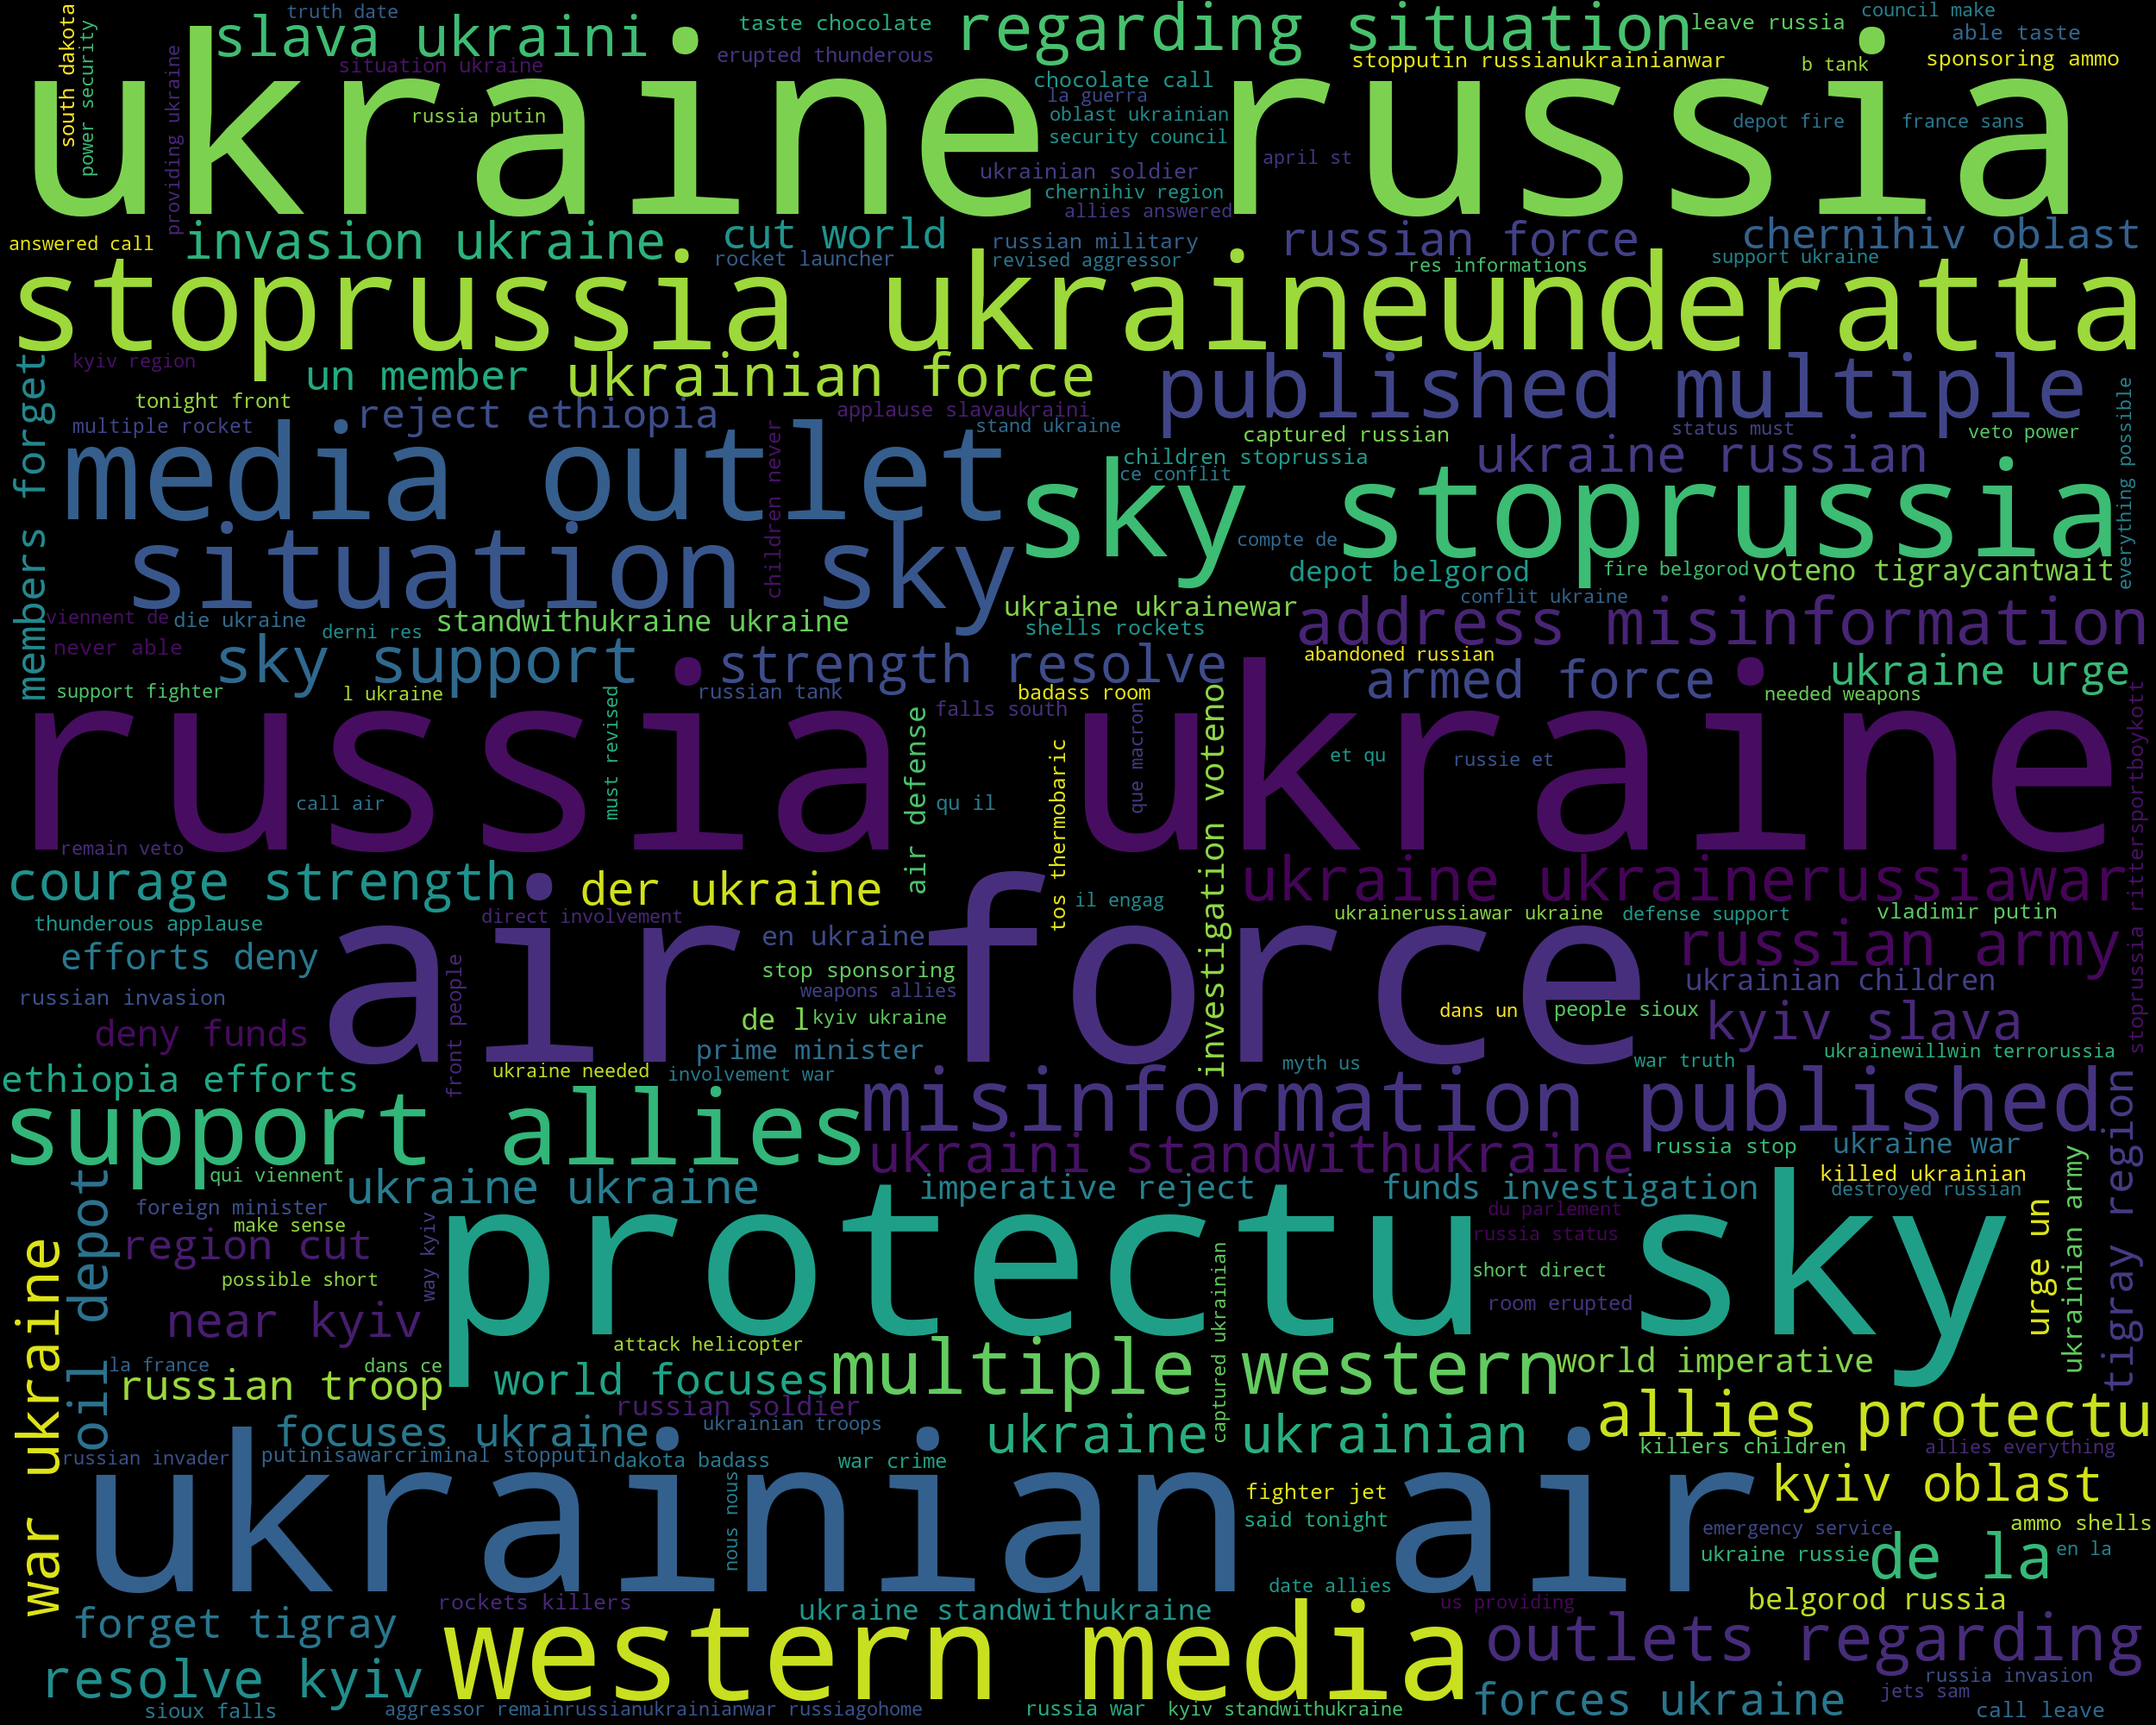 truth date
taste chocolate
regarding situation
leave russia
council make
slava ukraini
able taste
south dakota
power security
providing ukraine
situation ukraine
erupted thunderous
stopputin russianukrainianwar
b tank
sponsoring ammo
chocolate call
la guerra
ukraine russia
russia putin
oblast ukrainian
depot fire
france sans
security council
april st
ukrainian soldier
chernihiv region
allies answered
answered call
invasion ukraine
cut world
russian military
russian force
chernihiv oblast
rocket launcher
revised aggressor
res informations
support ukraine
stoprussia ukraineunderatta
members forget
kyiv region
un member
ukrainian force
published multiple
everything possible
tonight front
reject ethiopia
applause slavaukraini
multiple rocket
stand ukraine
captured russian
status must
veto power
media outlet
children never
children stoprussia
ukraine russian
ce conflit
sky stoprussia
situation sky
compte de
depot belgorod
fire belgorod
voteno tigraycantwait
viennent de
die ukraine
derni res
standwithukraine ukraine
ukraine ukrainewar
conflit ukraine
shells rockets
address misinformation
never able
sky support
strength resolve
abandoned russian
armed force
ukraine urge
support fighter
l ukraine
must revised
russian tank
badass room
needed weapons
stoprussia rittersportboykott
air defense
falls south
que macron
investigation voteno
russia ukraine
tos thermobaric
et qu
russie et
call air
qu il
remain veto
courage strength
der ukraine
il engag
ukraine ukrainerussiawar
thunderous applause
direct involvement
ukrainerussiawar ukraine
defense support
vladimir putin
efforts deny
air force
en ukraine
russian army
front people
stop sponsoring
ukrainian children
russian invasion
weapons allies
dans un
people sioux
deny funds
de l
kyiv ukraine
kyiv slava
prime minister
ukraine needed
involvement war
myth us
war truth
ukrainewillwin terrorussia
ethiopia efforts
support allies
misinformation published
tigray region
ukraini standwithukraine
russia stop
ukraine war
ukrainian army
oil depot
qui viennent
ukraine ukraine
imperative reject
funds investigation
killed ukrainian
destroyed russian
foreign minister
make sense
du parlement
urge un
war ukraine
region cut
way kyiv
protectu sky
russia status
captured ukrainian
possible short
short direct
near kyiv
room erupted
attack helicopter
la france
dans ce
russian troop
world focuses
multiple western
world imperative
russian soldier
allies protectu
focuses ukraine
ukrainian troops
ukraine ukrainian
killers children
allies everything
russian invader
putinisawarcriminal stopputin
dakota badass
war crime
nous nous
ukrainian air
fighter jet
kyiv oblast
said tonight
emergency service
ammo shells
ukraine russie
de la
en la
date allies
rockets killers
ukraine standwithukraine
us providing
belgorod russia
forget tigray
western media
outlets regarding
resolve kyiv
russia invasion
jets sam
forces ukraine
sioux falls
aggressor remain
russianukrainianwar russiagohome
russia war
kyiv standwithukraine
call leave